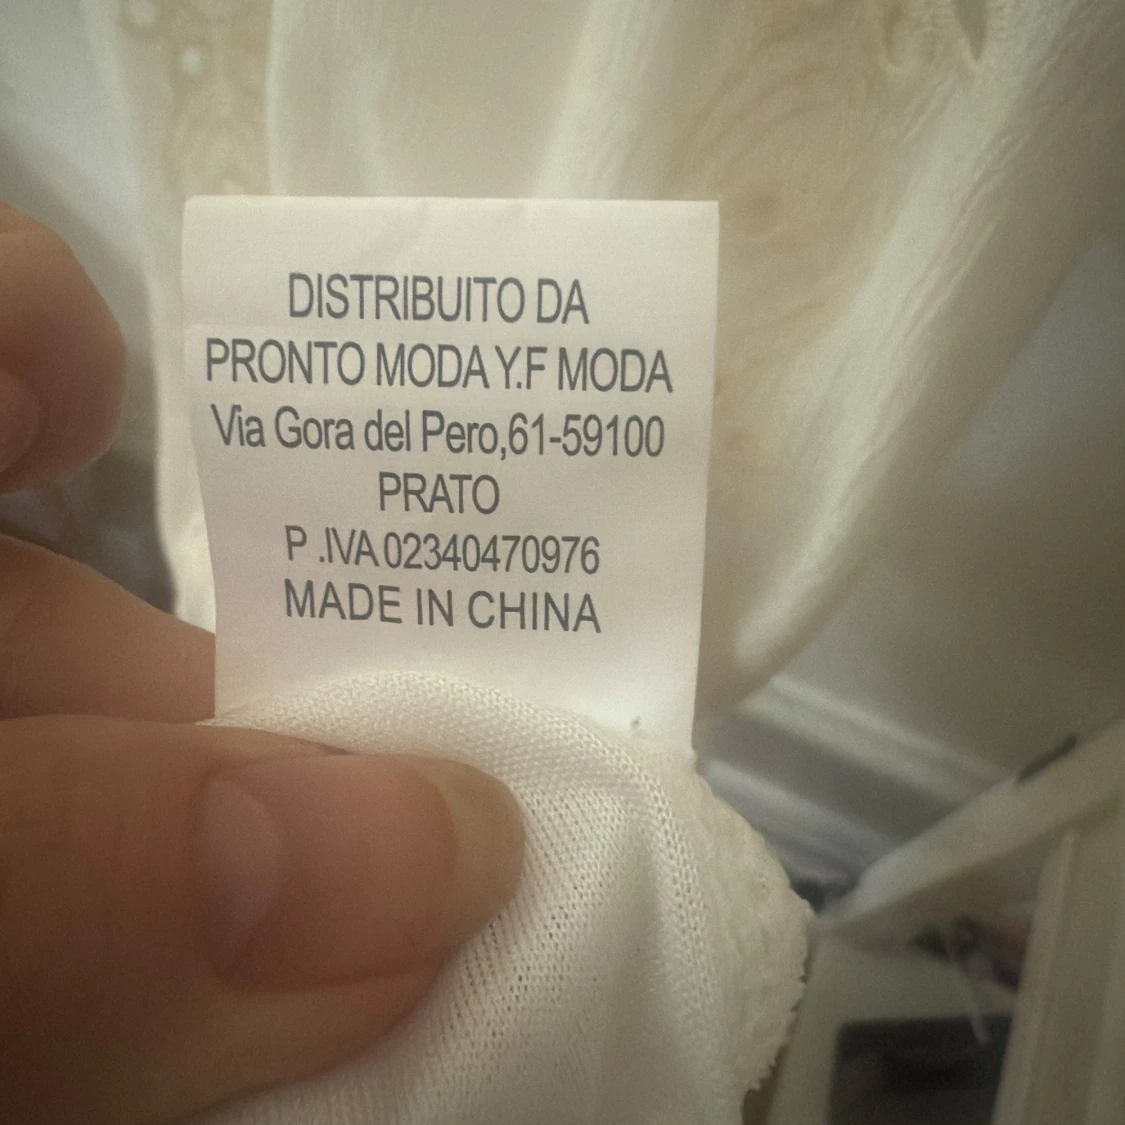 DISTRIBUITO DA
PRONTO MODA Y.F MODA
Via Gora del Pero,61-59100
PRATO
P .IVA 02340470976
MADE IN CHINA